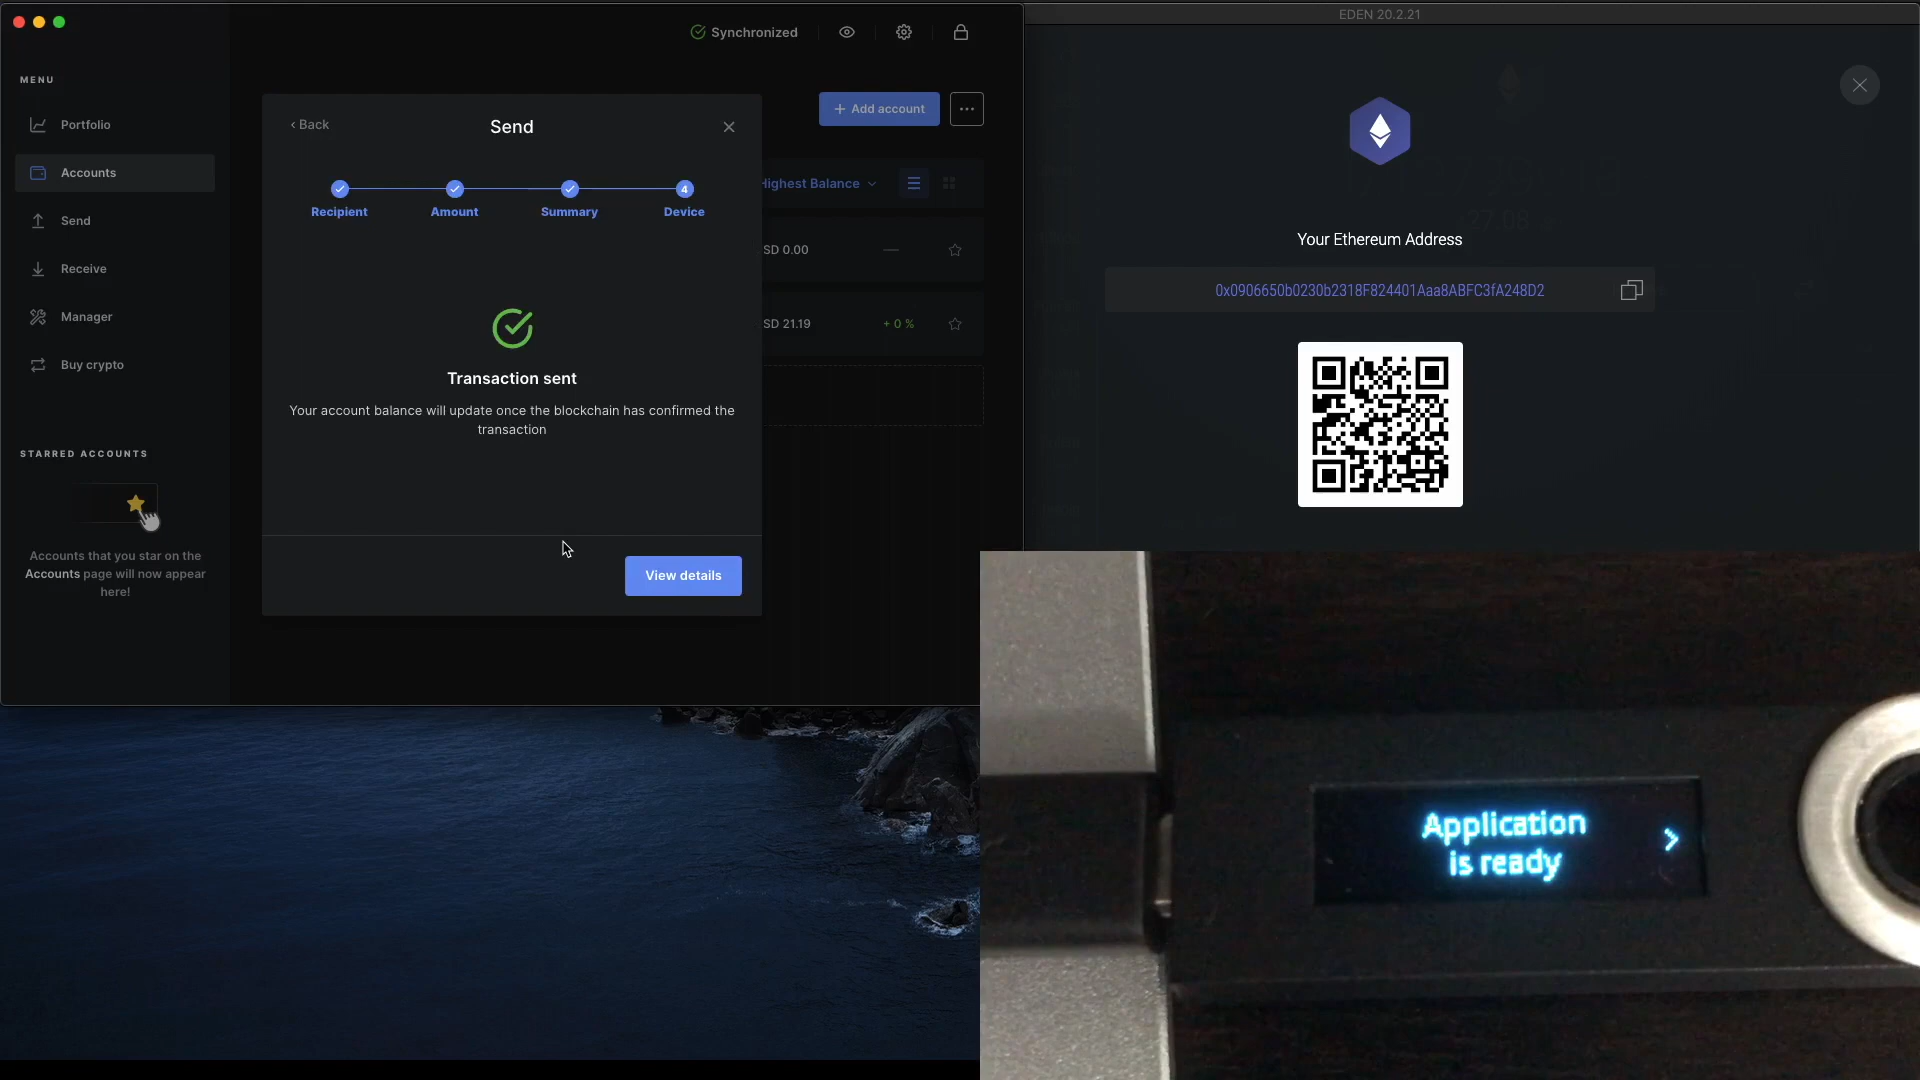 Synchronized
MENU
Portfolio
Accounts
Send
Receive
Manager
Buy crypto
STARRED ACCOUNTS
Accounts that you star on the
Accounts page will now appear
here!
+ Add account
Highest Balance
SD 0.00
—
SD 21.19
+ 0 %
Back
Send
4
Recipient
Amount
Summary
Device
Transaction sent
Your account balance will update once the blockchain has confirmed the
transaction
View details
EDEN 20.2.21
Your Ethereum Address
0x0906650b0230b2318F824401Aaa8ABFC3fA248D2
Application
is ready